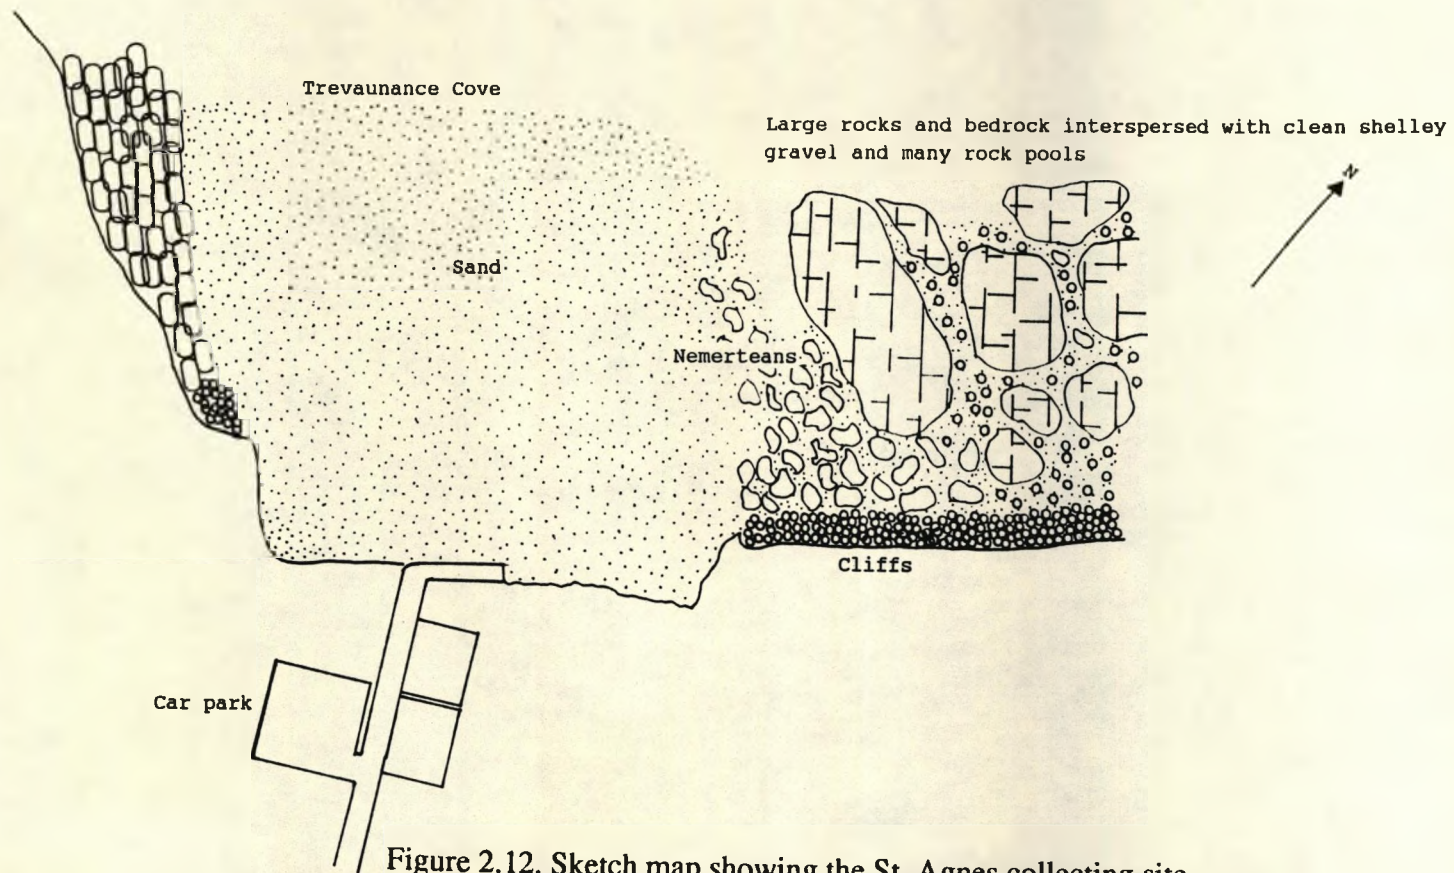 Trevaunance Cove
Large rocks and bedrock interspersed with clean shelley
gravel and many rock pools
N
Sand
Nemerteans
Cliffs
Car park
Figure 2.12. Sketch map showing the St. Agnes collecting site